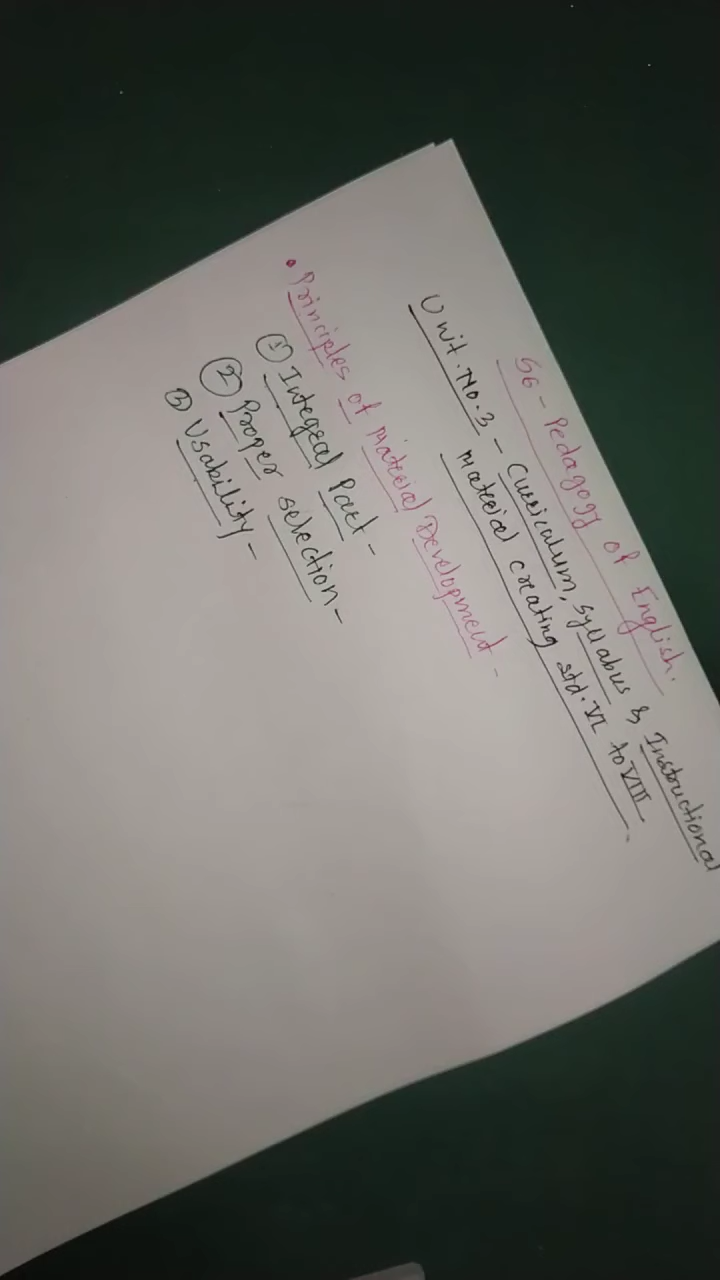 S6 - Pedagogy of English.
Unit.No.3 - Curriculum, Syllabus & Instructional
Material creating std.VI to VIII.
• Principles of Material Development -
① Integral Part -
② Proper selection -
③ Usability -